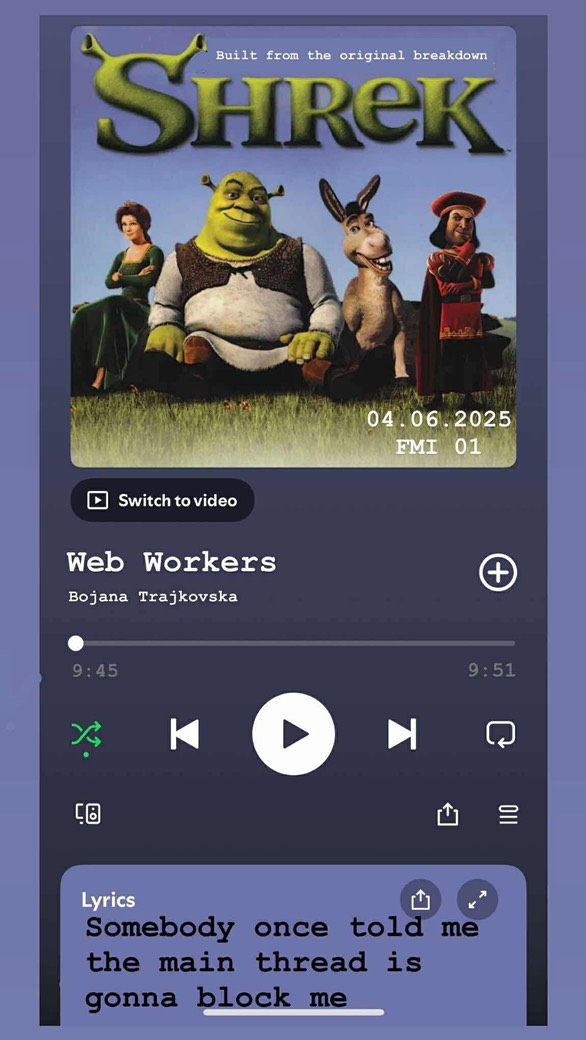 Built from the original breakdown
SHREK
04.06.2025
FMI 01
Switch to video
Web Workers
Bojana Trajkovska
9:45
9:51
Lyrics
Somebody once told me
the main thread is
gonna block me